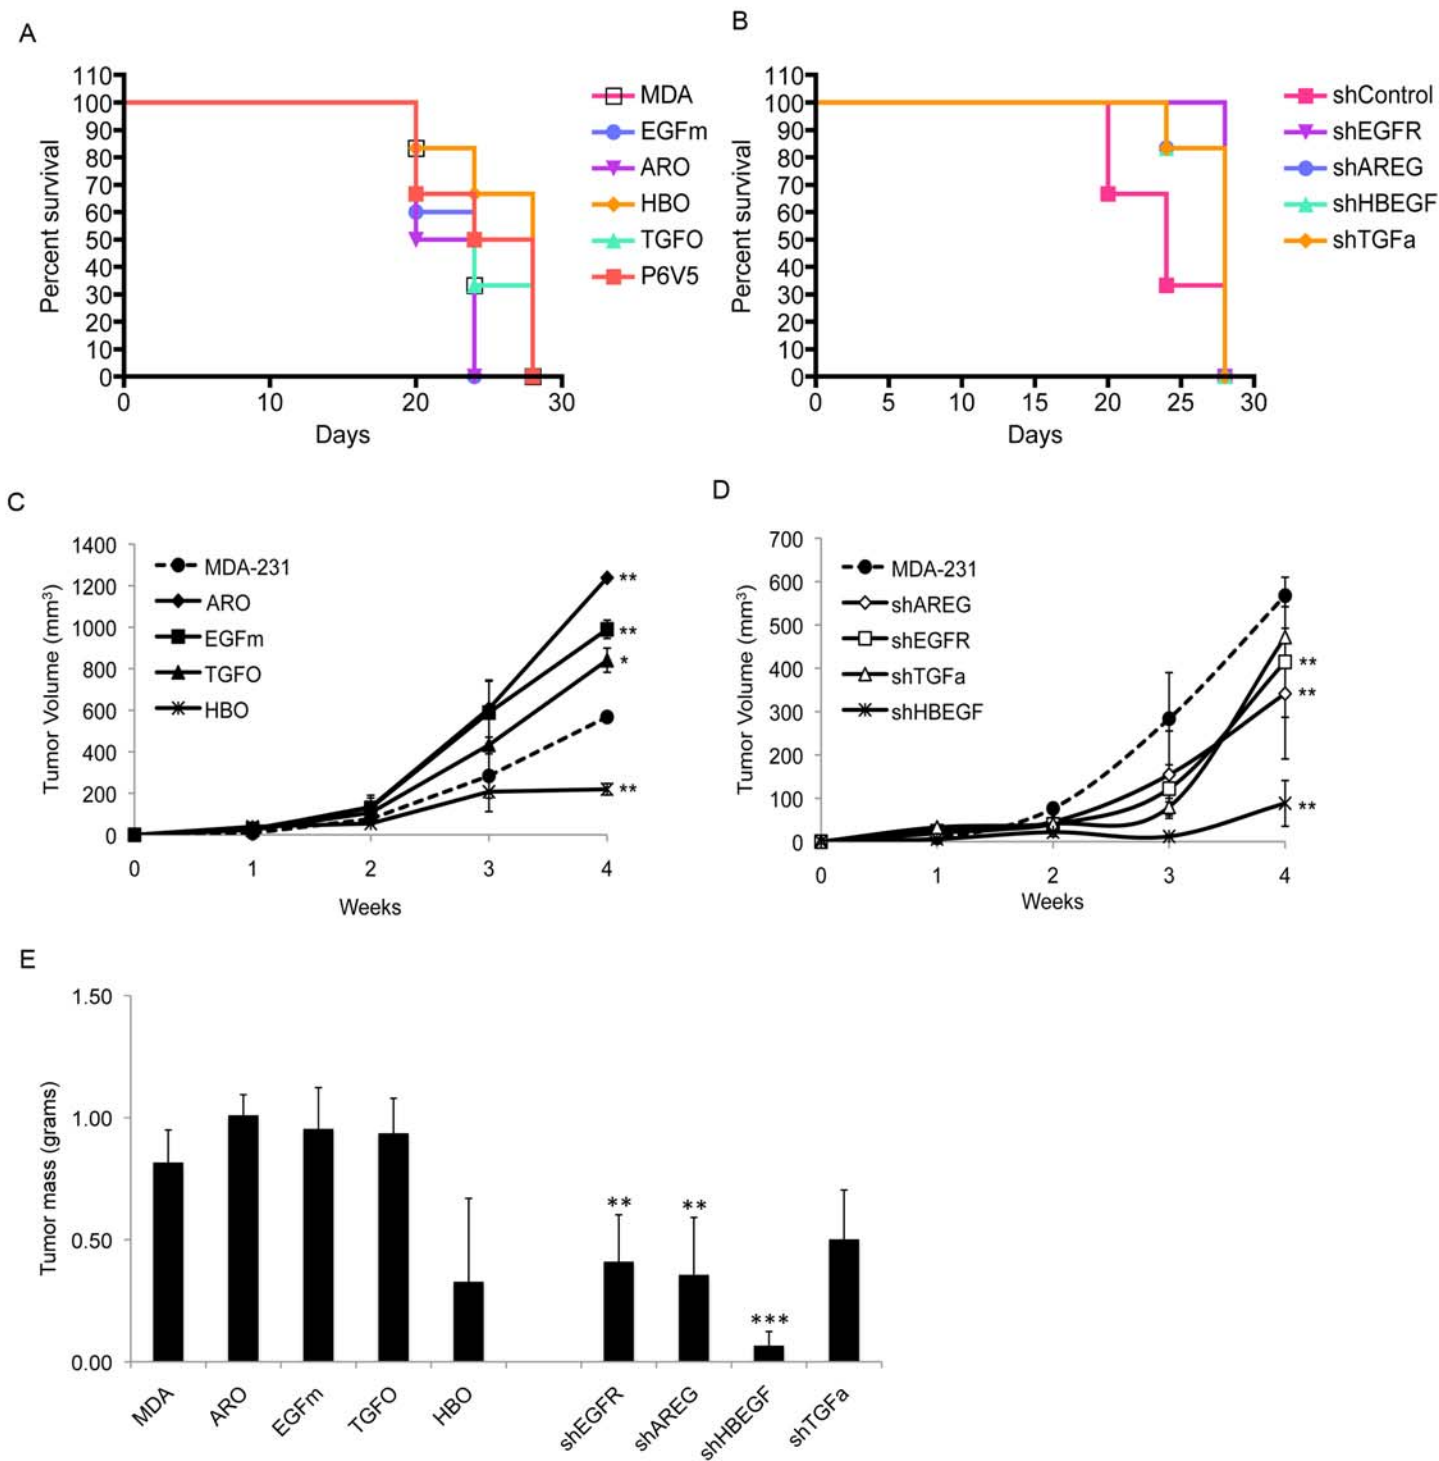 A
110
100
90
80
70
60
50
40
30
20
10
0
Percent survival
0 10 20 30
Days
MDA
EGFm
ARO
HBO
TGFO
P6V5
B
110
100
90
80
70
60
50
40
30
20
10
0
Percent survival
0 5 10 15 20 25 30
Days
shControl
shEGFR
shAREG
shHBEGF
shTGFa
C
1400
1200
1000
800
600
400
200
0
Tumor Volume (mm³)
MDA-231
ARO
EGFm
TGFO
HBO
**
**
*
**
0 1 2 3 4
Weeks
D
700
600
500
400
300
200
100
0
Tumor Volume (mm³)
MDA-231
shAREG
shEGFR
shTGFa
shHBEGF
**
**
**
0 1 2 3 4
Weeks
E
1.50
1.00
0.50
0.00
Tumor mass (grams)
** ** ***
MDA ARO EGFm TGFO HBO shEGFR shAREG shHBEGF shTGFa